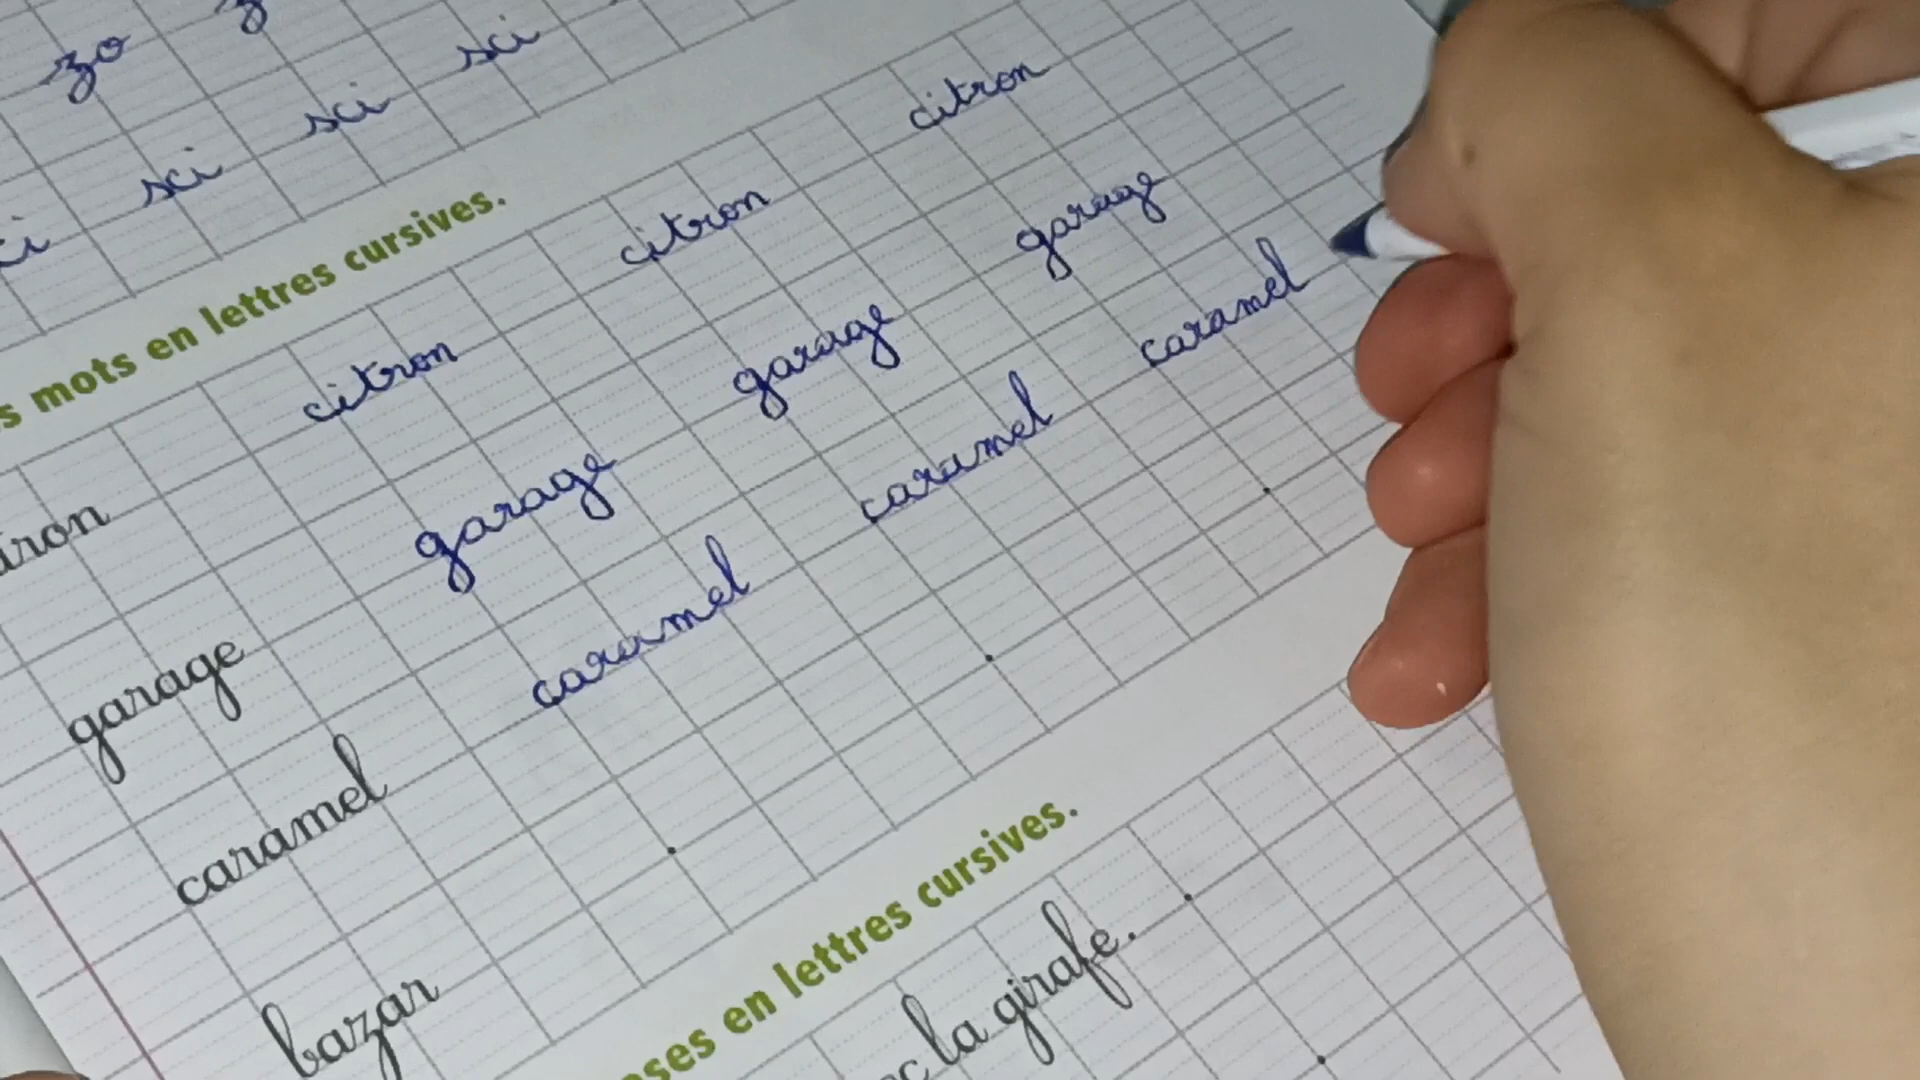 zo
sci sci sci
mots en lettres cursives.
citron citron citron
garage garage garage garage
caramel caramel caramel caramel
bazar
en lettres cursives.
la girafe.